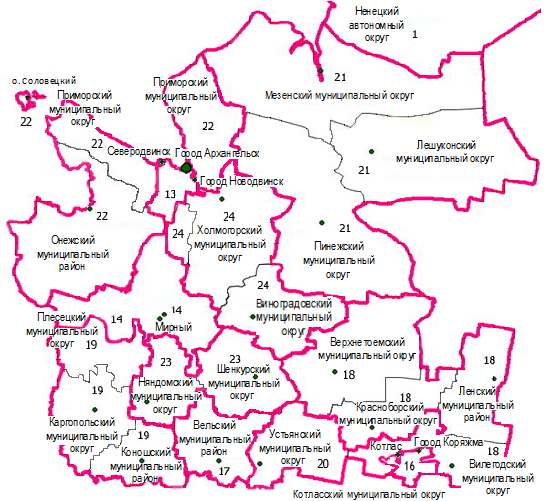 Ненецкий
автономный
округ
1
21
Мезенский муниципальный округ
о. Соловецкий
22
Приморский
муниципальный
округ
22
Приморский
муниципальный
округ
22
Северодвинск
Город Архангельск
Город Новодвинск
13
Лешуконский
муниципальный округ
21
22
Онежский
муниципальный
район
24
24
Холмогорский
муниципальный
округ
21
Пинежский
муниципальный
округ
24
Виноградовский
муниципальный
округ
Плесецкий
муниципальный
округ
19
14
14
Мирный
23
Няндомский
муниципальный
округ
23
Шенкурский
муниципальный
округ
Верхнетоемский
муниципальный округ
18
18
Ленский
муниципальный
район
19
Каргопольский
муниципальный
округ
19
Коношский
муниципальный
район
Вельский
муниципальный
район
17
Устьянский
муниципальный
округ
20
18
Красноборский
муниципальный округ
Котлас
Город Коряжма
16
18
Вилегодский
муниципальный
округ
Котласский муниципальный округ